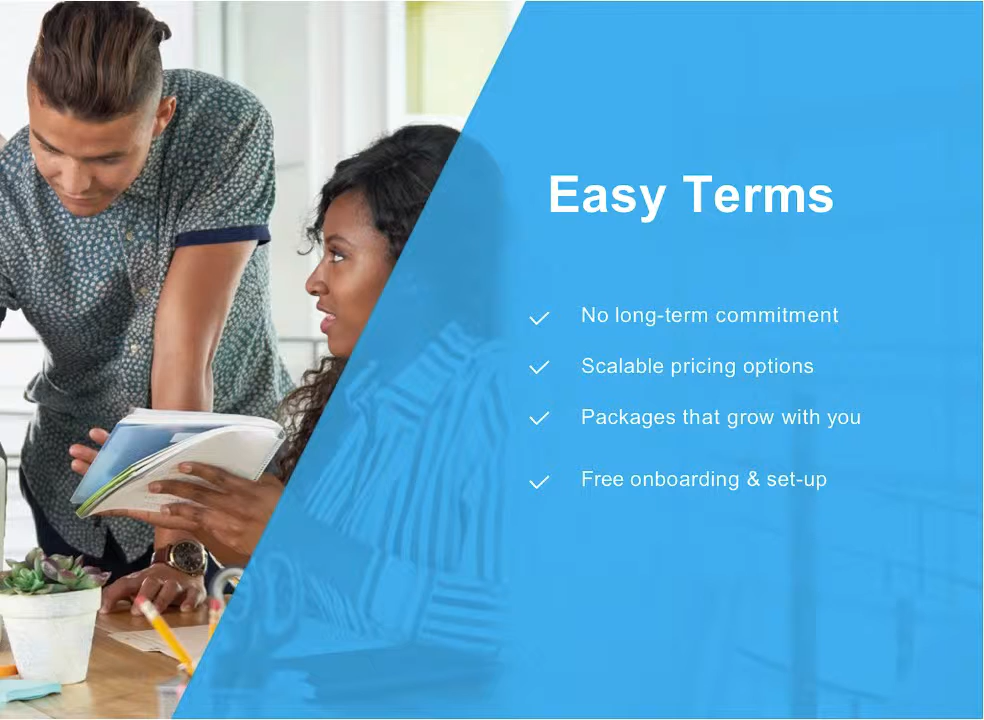 Easy Terms
No long-term commitment
Scalable pricing options
Packages that grow with you
Free onboarding & set-up